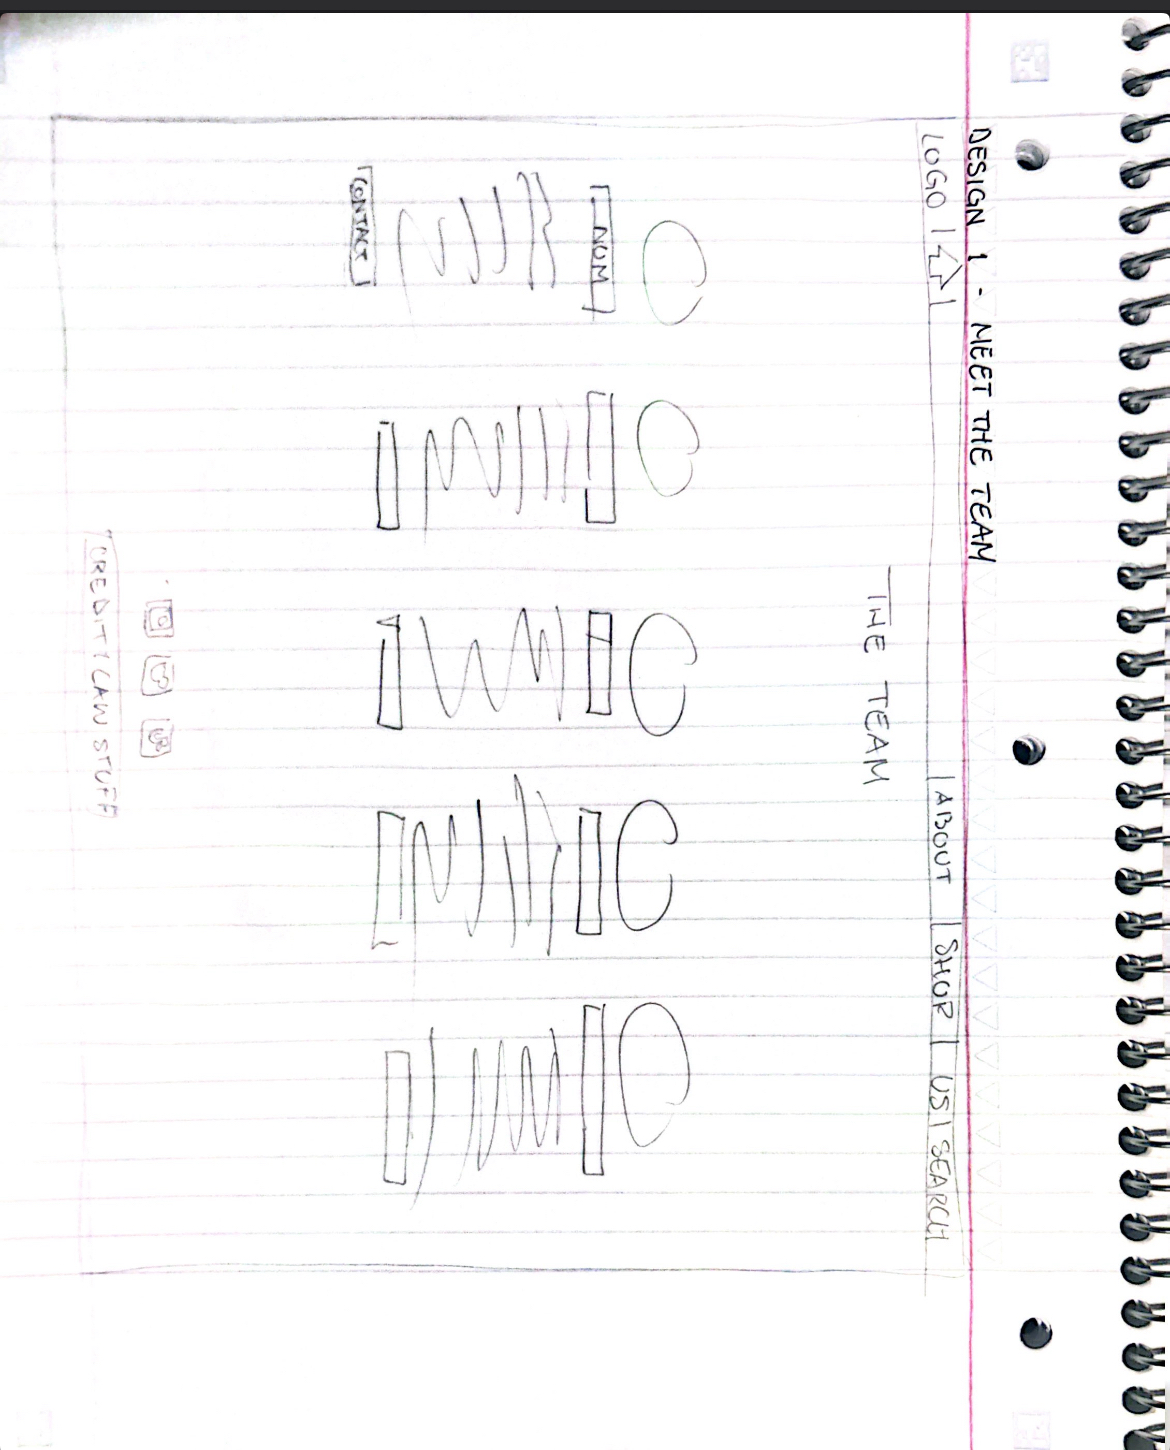 DESIGN 1 - MEET THE TEAM
LOGO ABOUT SHOP US SEARCH
THE TEAM
NOM
CONTACT
CREDIT / LAW STUFF